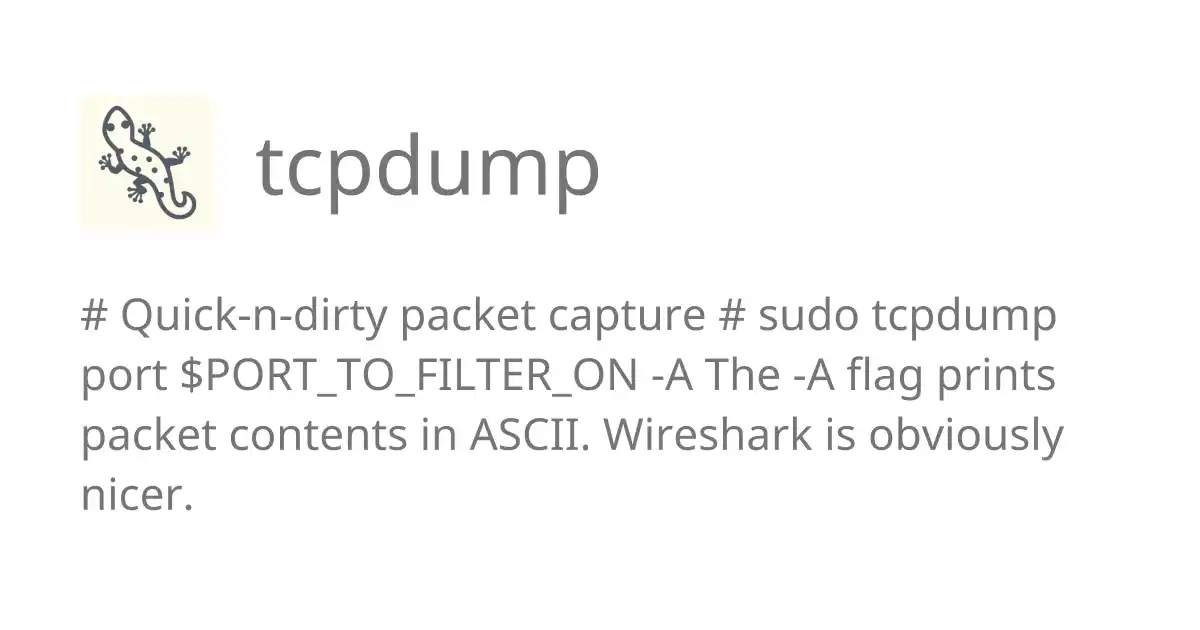 tcpdump
# Quick-n-dirty packet capture # sudo tcpdump
port $PORT_TO_FILTER_ON -A The -A flag prints
packet contents in ASCII. Wireshark is obviously
nicer.